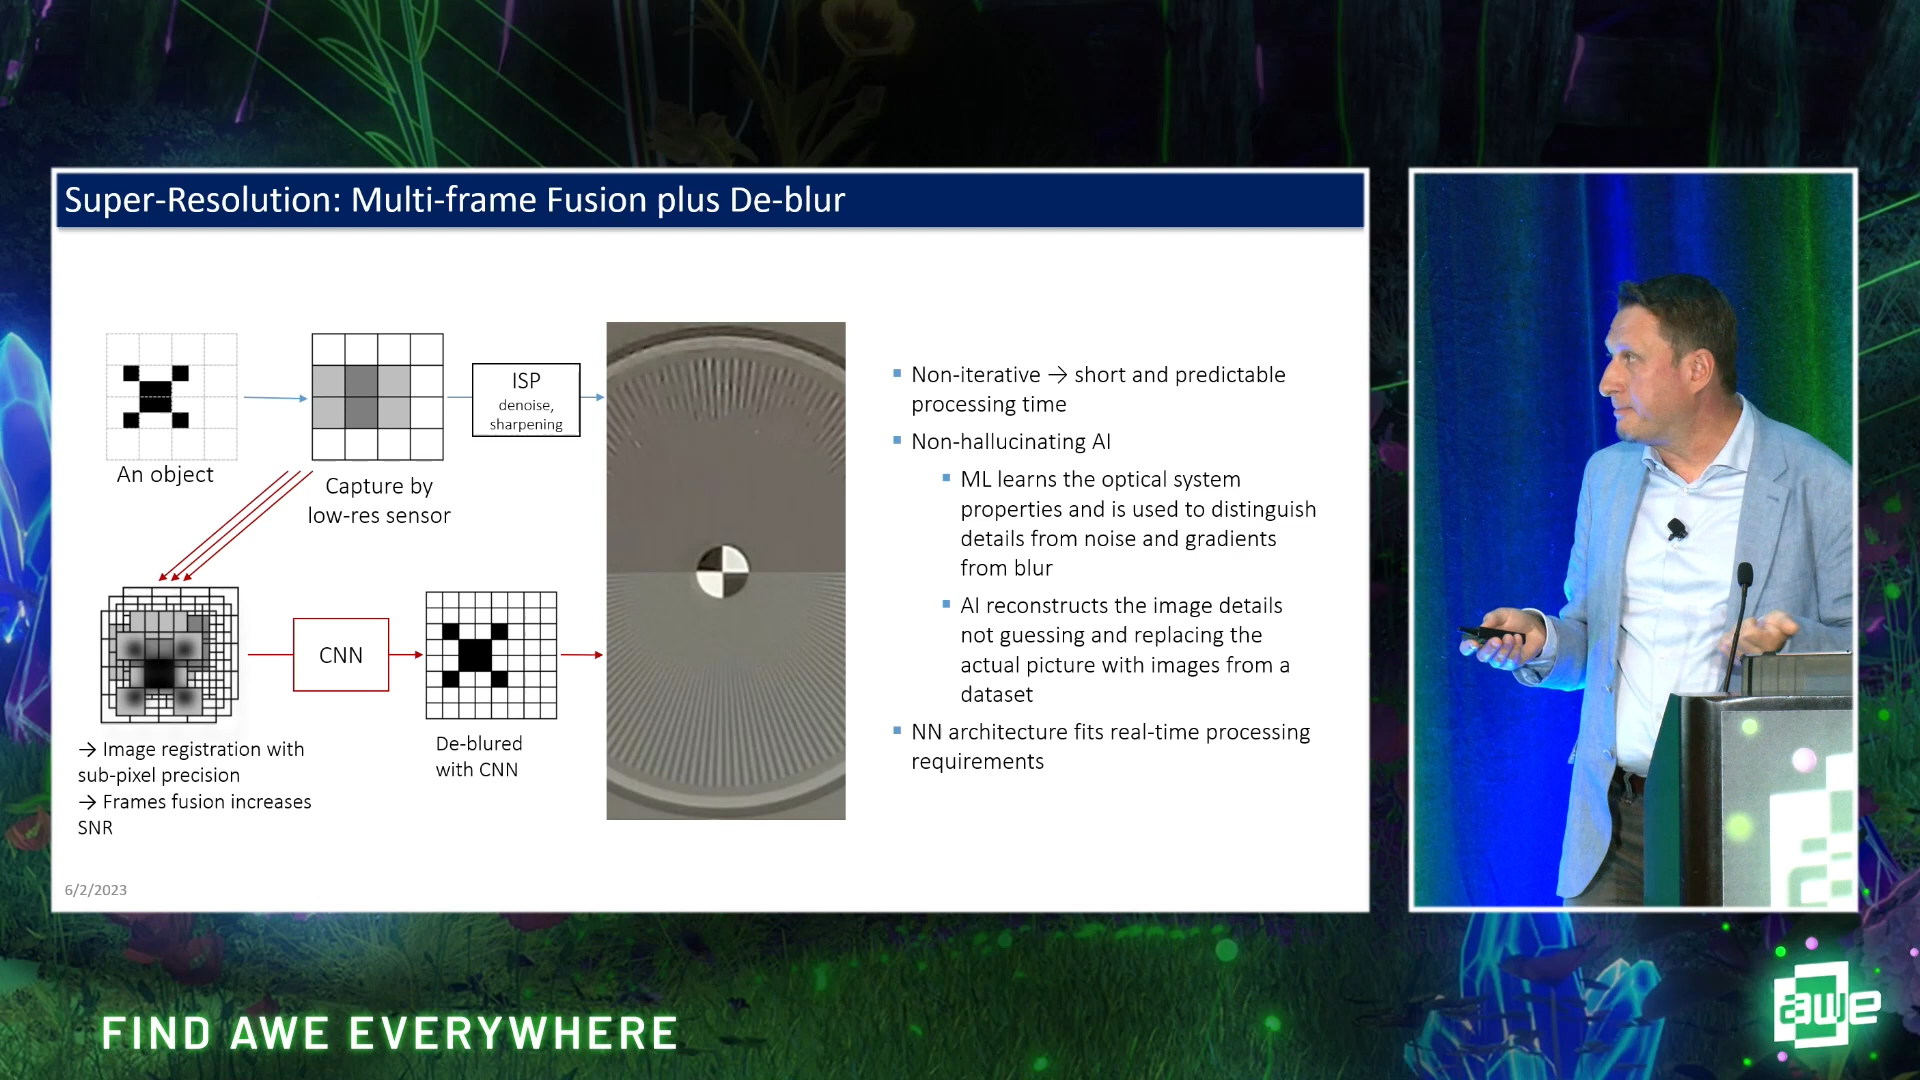 Super-Resolution: Multi-frame Fusion plus De-blur
An object
Capture by
low-res sensor
ISP
denoise,
sharpening
→ Image registration with
sub-pixel precision
→ Frames fusion increases
SNR
CNN
De-blured
with CNN
▪ Non-iterative → short and predictable
processing time
▪ Non-hallucinating AI
▪ ML learns the optical system
properties and is used to distinguish
details from noise and gradients
from blur
▪ AI reconstructs the image details
not guessing and replacing the
actual picture with images from a
dataset
▪ NN architecture fits real-time processing
requirements
6/2/2023
FIND AWE EVERYWHERE
awe